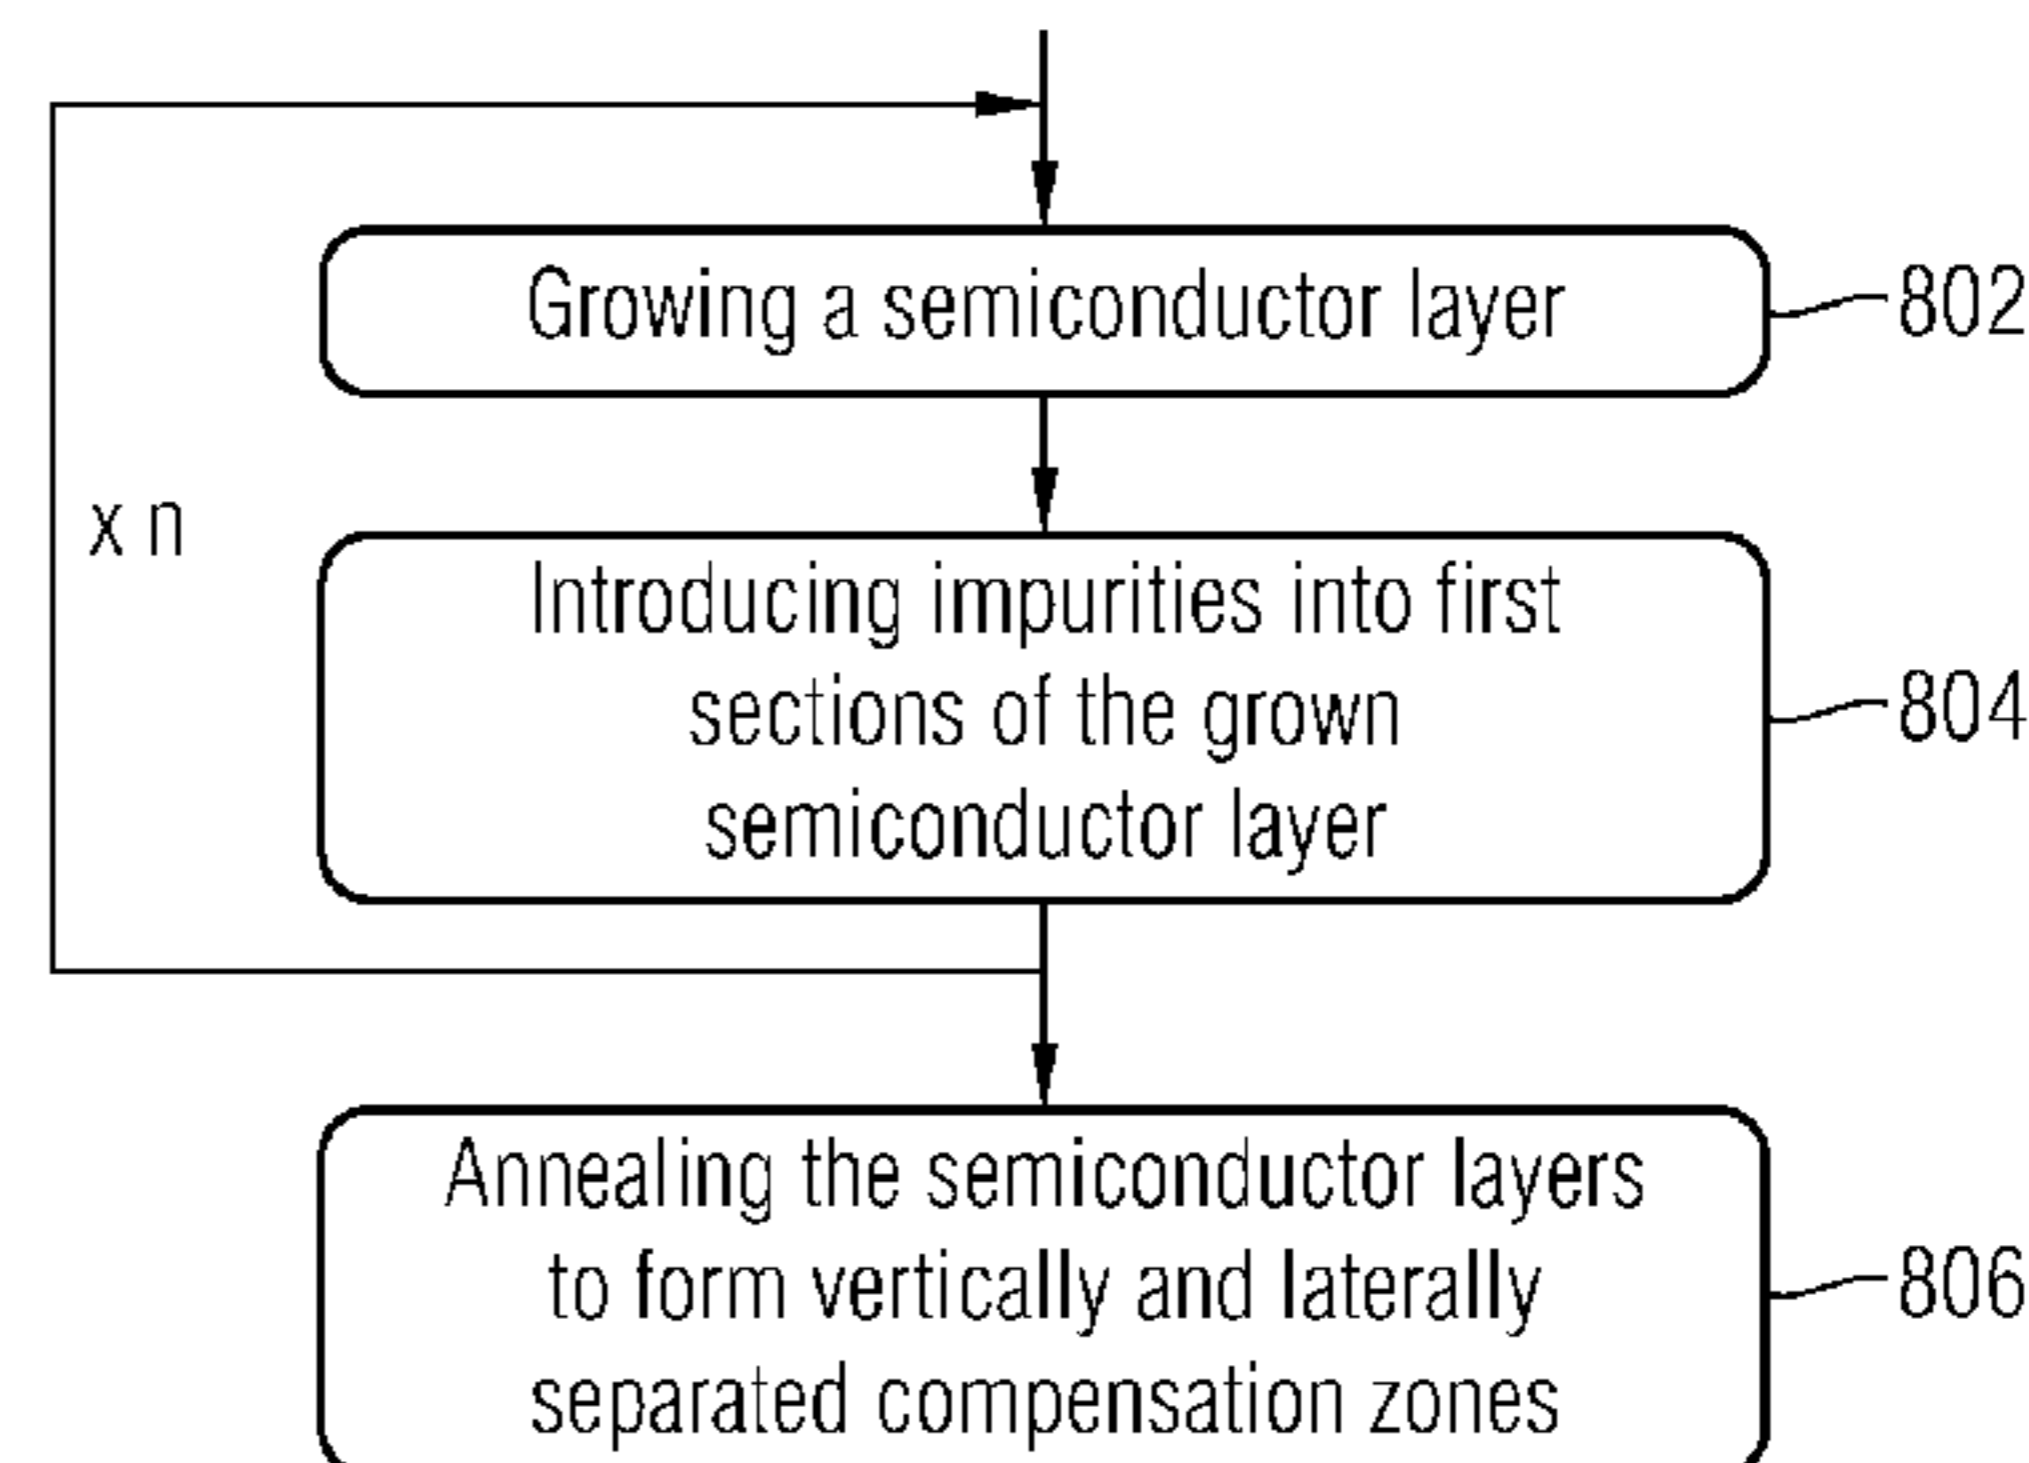 Growing a semiconductor layer
802
x n
Introducing impurities into first
sections of the grown
semiconductor layer
804
Annealing the semiconductor layers
to form vertically and laterally
separated compensation zones
806